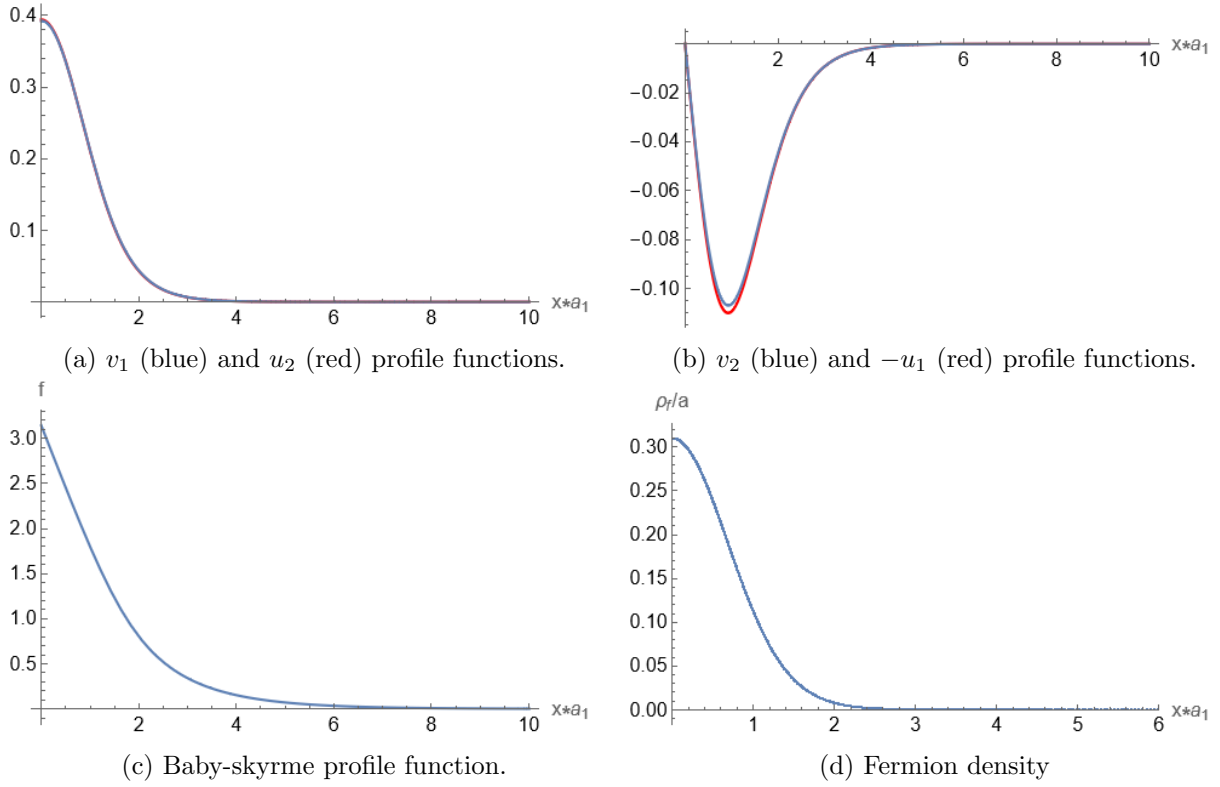 0.4
0.3
0.2
0.1
2 4 6 8 10
x*a₁
2 4 6 8 10
x*a₁
−0.02
−0.04
−0.06
−0.08
−0.10
(a) v₁ (blue) and u₂ (red) profile functions.
(b) v₂ (blue) and −u₁ (red) profile functions.
f
3.0
2.5
2.0
1.5
1.0
0.5
2 4 6 8 10
x*a₁
ρf/a
0.30
0.25
0.20
0.15
0.10
0.05
0.00
1 2 3 4 5 6
x*a₁
(c) Baby-skyrme profile function.
(d) Fermion density